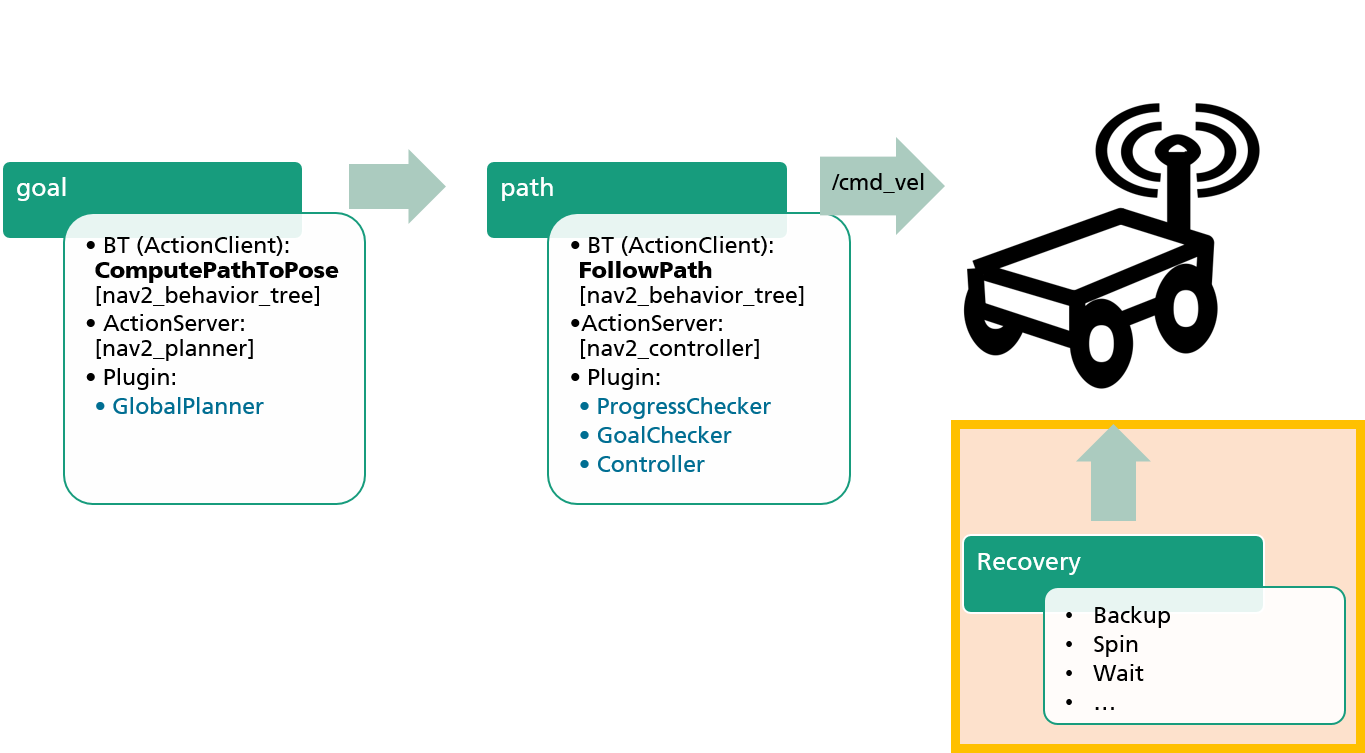 goal
• BT (ActionClient):
ComputePathToPose
[nav2_behavior_tree]
• ActionServer:
[nav2_planner]
• Plugin:
• GlobalPlanner
path
• BT (ActionClient):
FollowPath
[nav2_behavior_tree]
•ActionServer:
[nav2_controller]
• Plugin:
• ProgressChecker
• GoalChecker
• Controller
/cmd_vel
Recovery
• Backup
• Spin
• Wait
• …